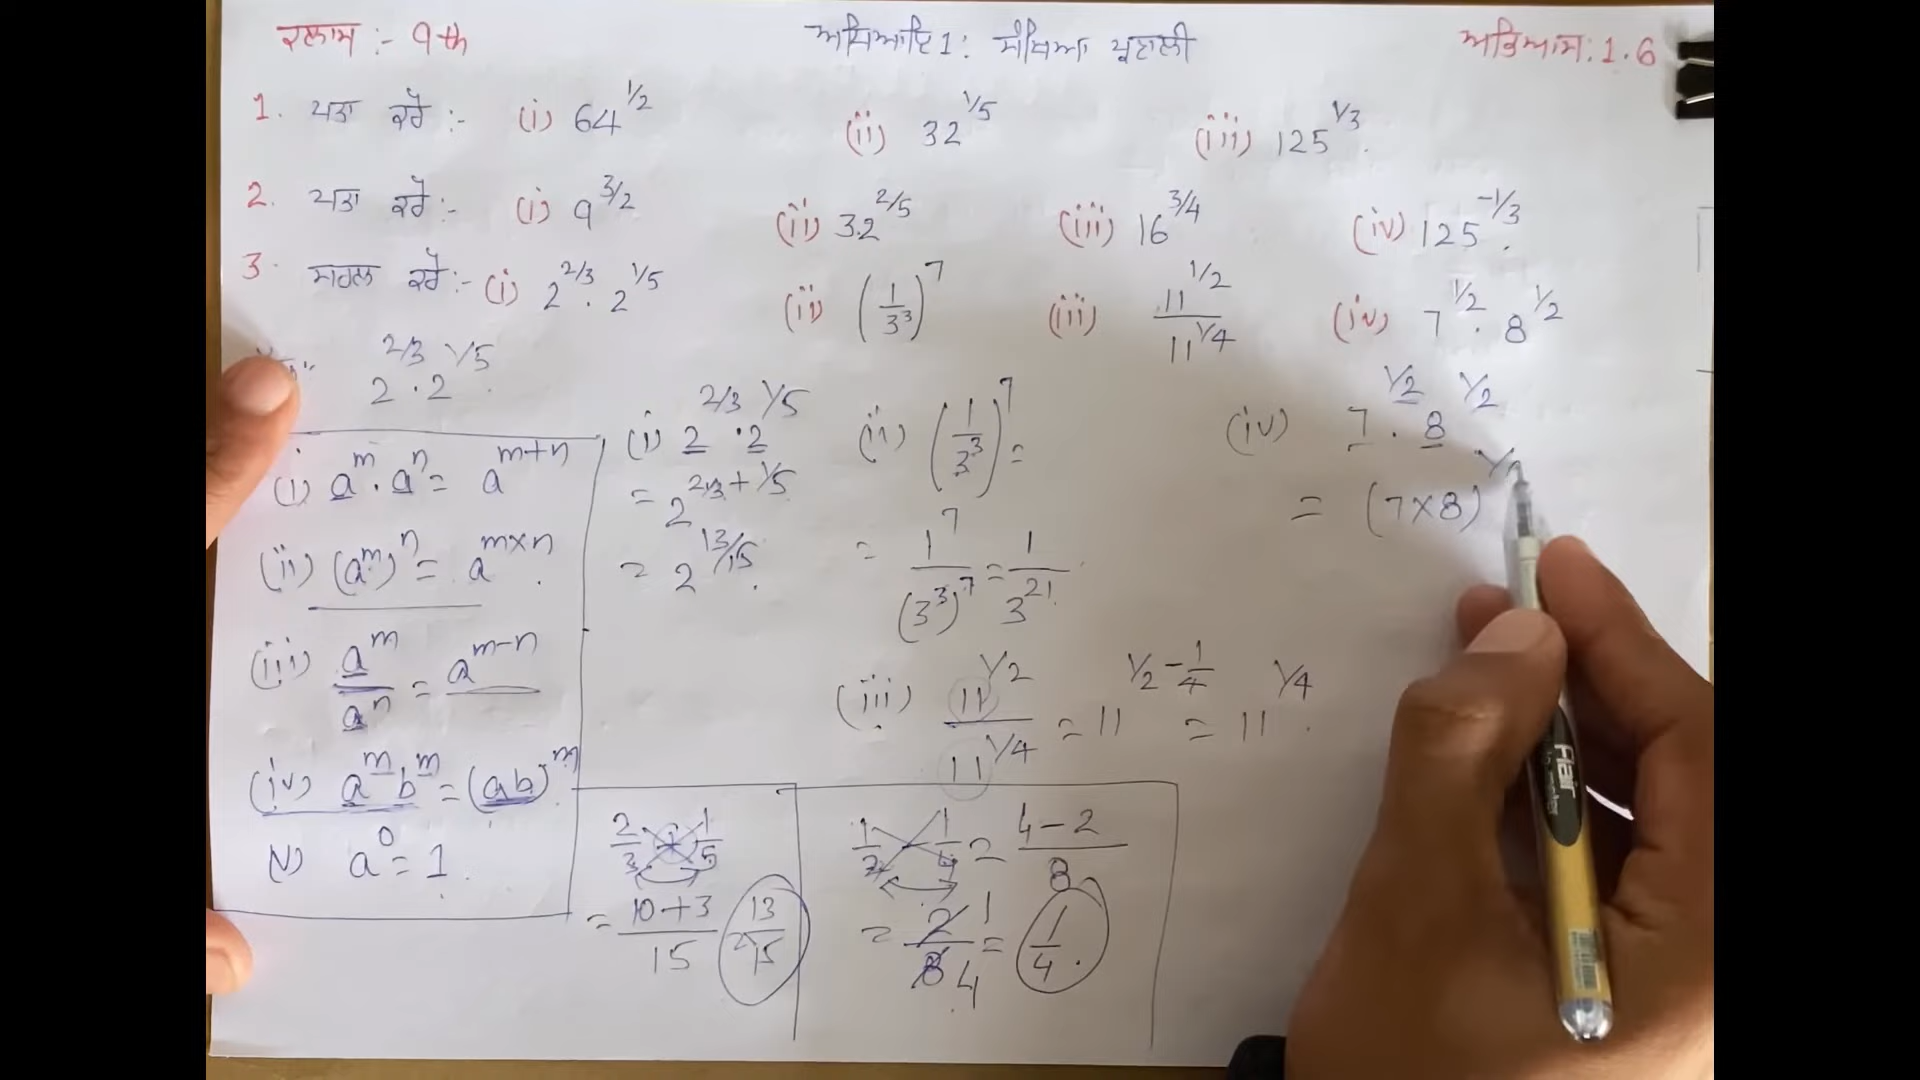 ਕਲਾਸ :- 9th ਅਧਿਆਇ 1: ਸੰਖਿਆ ਪ੍ਰਣਾਲੀ ਅਭਿਆਸ: 1.6
1. ਪਤਾ ਕਰੋ :- (i) 64^1/2 (ii) 32^1/5 (iii) 125^1/3.
2. ਪਤਾ ਕਰੋ :- (i) 9^3/2 (ii) 32^2/5 (iii) 16^3/4 (iv) 125^-1/3.
3. ਸਰਲ ਕਰੋ :- (i) 2^2/3 . 2^1/5 (ii) (1/3^3)^7 (iii) 11^1/2 / 11^1/4 (iv) 7^1/2 . 8^1/2
2^2/3 . 2^1/5
(i) a^m . a^n = a^m+n
(ii) (a^m)^n = a^m×n.
(iii) a^m / a^n = a^m-n
(iv) a^m b^m = (ab)^m
(v) a^0 = 1.
(i) 2^2/3 . 2^1/5
= 2^2/3 + 1/5
= 2^13/15.
(ii) (1/3^3)^7 =
= 1^7 / (3^3)^7 = 1/3^21.
(iii) 11^1/2 / 11^1/4 = 11^1/2 - 1/4 = 11^1/4.
(iv) 7^1/2 . 8^1/2
= (7×8)
2/3 + 1/5
= 10+3 / 15 = 13/15
1/2 - 1/4 = 4-2 / 8
= 2/8 1 4 = 1/4.
Flair